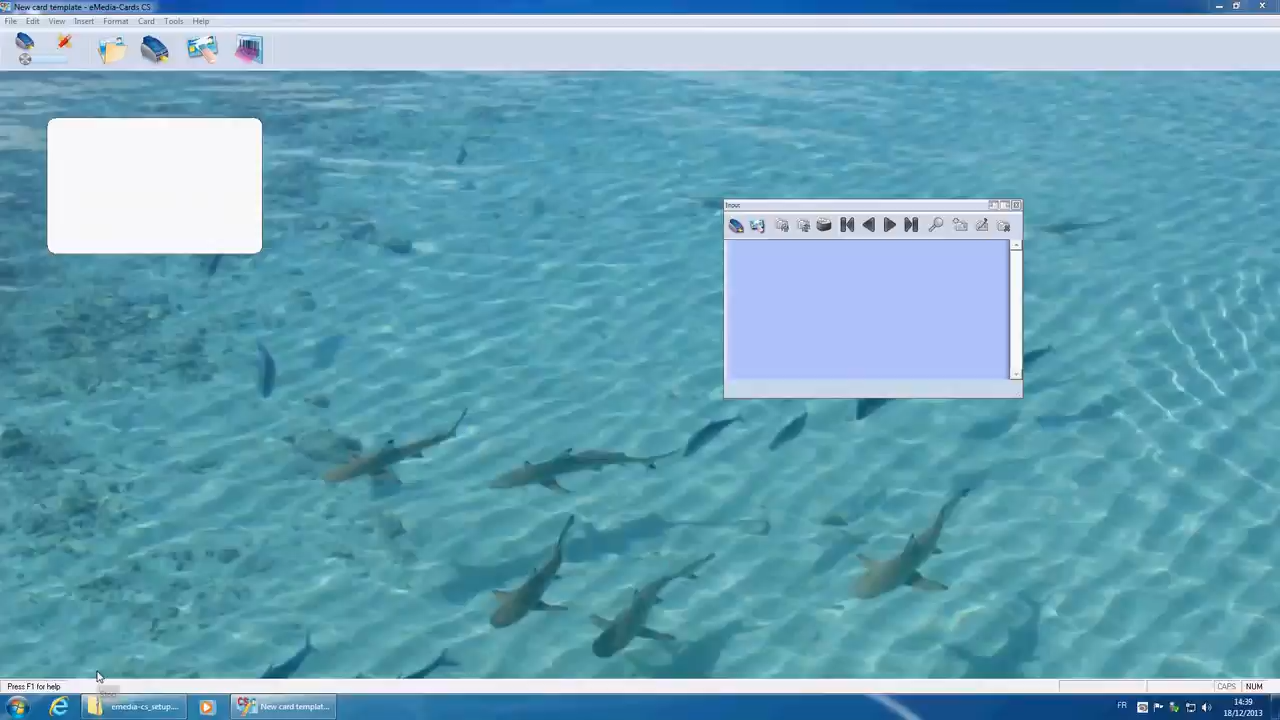 New card template - eMedia-Cards CS
File Edit View Insert Format Card Tools Help
Input
Press F1 for help
CAPS NUM
emedia-cs_setup....
New card templat...
FR
14:39
18/12/2013